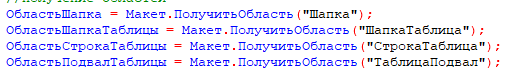 ОбластьШапка = Макет.ПолучитьОбласть("Шапка");
ОбластьШапкаТаблицы = Макет.ПолучитьОбласть("ШапкаТаблица");
ОбластьСтрокаТаблицы = Макет.ПолучитьОбласть("СтрокаТаблица");
ОбластьПодвалТаблицы = Макет.ПолучитьОбласть("ТаблицаПодвал");